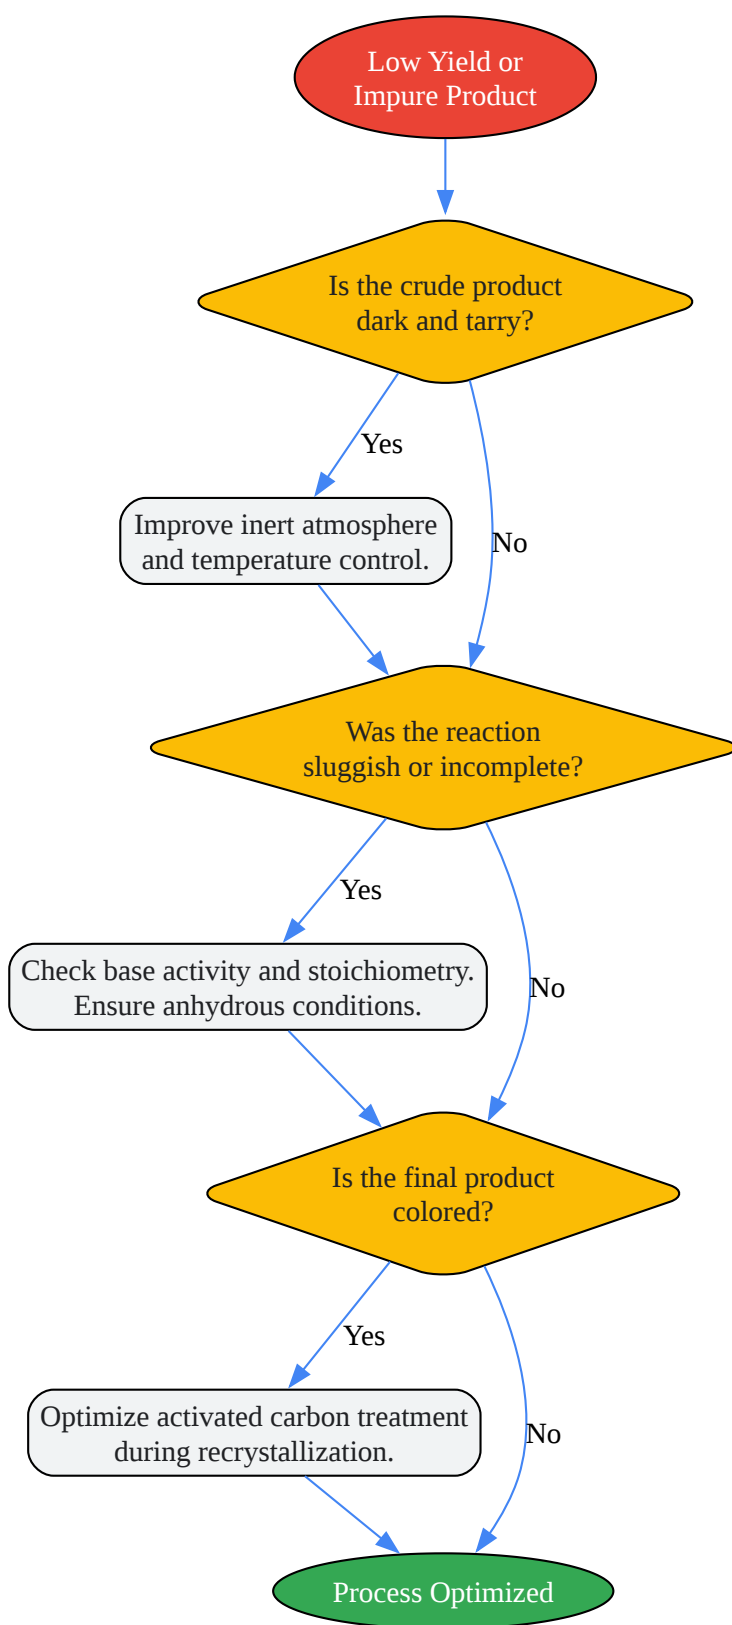 Low Yield or
Impure Product
Is the crude product
dark and tarry?
Yes
Improve inert atmosphere
and temperature control.
No
Was the reaction
sluggish or incomplete?
Yes
Check base activity and stoichiometry.
Ensure anhydrous conditions.
No
Is the final product
colored?
Yes
Optimize activated carbon treatment
during recrystallization.
No
Process Optimized